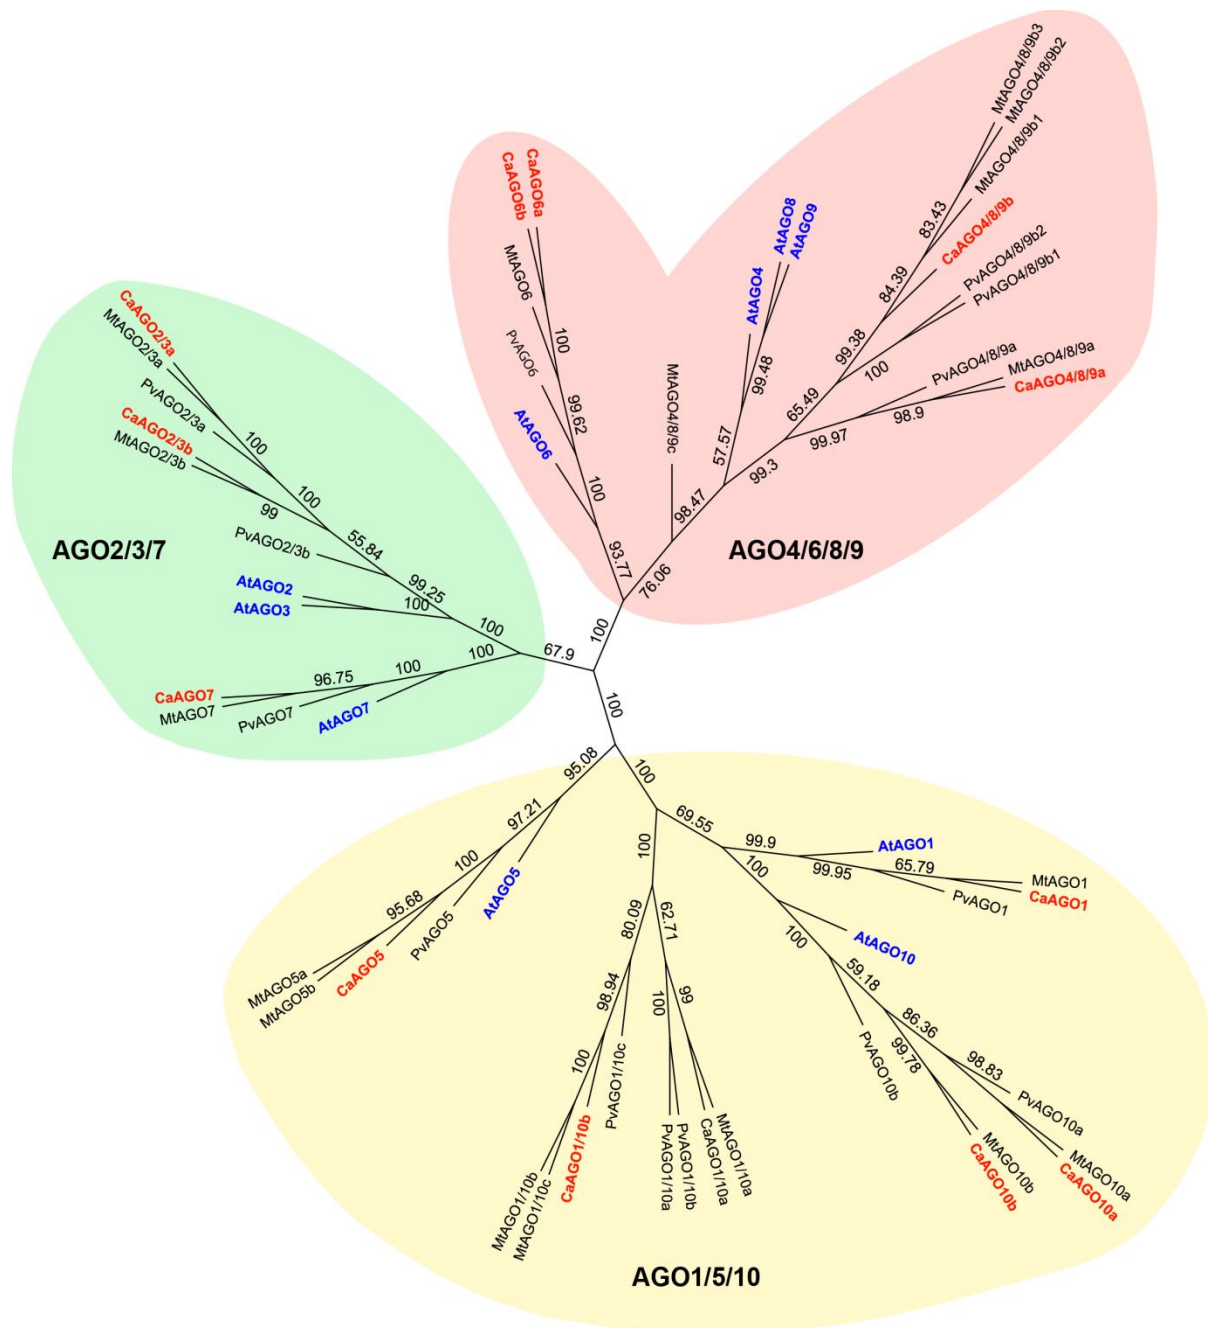 MtAGO4/8/9b3
MtAGO4/8/9b2
MtAGO4/8/9b1
83.43
CaAGO4/8/9b
84.39
PvAGO4/8/9b2
PvAGO4/8/9b1
99.38
100
PvAGO4/8/9a
MtAGO4/8/9a
CaAGO4/8/9a
98.9
99.97
65.49
99.3
AtAGO8
AtAGO9
AtAGO4
99.48
57.57
98.47
MtAGO4/8/9c
76.06
AGO4/6/8/9
CaAGO6a
CaAGO6b
MtAGO6
100
PvAGO6
99.62
AtAGO6
100
93.77
100
CaAGO2/3a
MtAGO2/3a
PvAGO2/3a
100
CaAGO2/3b
MtAGO2/3b
100
99
55.84
PvAGO2/3b
AGO2/3/7
99.25
AtAGO2
AtAGO3
100
100
67.9
100
100
96.75
CaAGO7
MtAGO7
PvAGO7
AtAGO7
100
95.08
100
97.21
100
95.68
AtAGO5
PvAGO5
CaAGO5
MtAGO5a
MtAGO5b
69.55
100
99.9
AtAGO1
99.95
65.79
MtAGO1
CaAGO1
PvAGO1
100
AtAGO10
100
59.18
PvAGO10b
86.36
99.78
98.83
PvAGO10a
MtAGO10a
CaAGO10a
MtAGO10b
CaAGO10b
80.09
62.71
98.94
100
99
100
PvAGO1/10c
CaAGO1/10b
MtAGO1/10b
MtAGO1/10c
PvAGO1/10a
PvAGO1/10b
CaAGO1/10a
MtAGO1/10a
AGO1/5/10